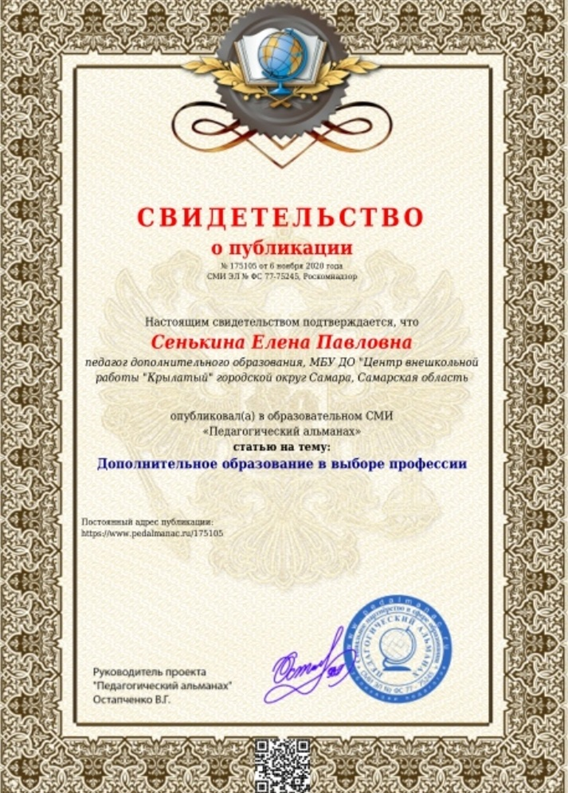 СВИДЕТЕЛЬСТВО
о публикации
№ 175105 от 6 ноября 2020 года
СМИ ЭЛ № ФС 77-75245, Роскомнадзор
Настоящим свидетельством подтверждается, что
Сенькина Елена Павловна
педагог дополнительного образования, МБУ ДО "Центр внешкольной
работы "Крылатый" городской округ Самара, Самарская область
опубликовал(а) в образовательном СМИ
«Педагогический альманах»
статью на тему:
Дополнительное образование в выборе профессии
Постоянный адрес публикации:
https://www.pedalmanac.ru/175105
www.pedalmanac.ru
ПЕДАГОГИЧЕСКИЙ АЛЬМАНАХ
Руководитель проекта
"Педагогический альманах"
Остапченко В.Г.